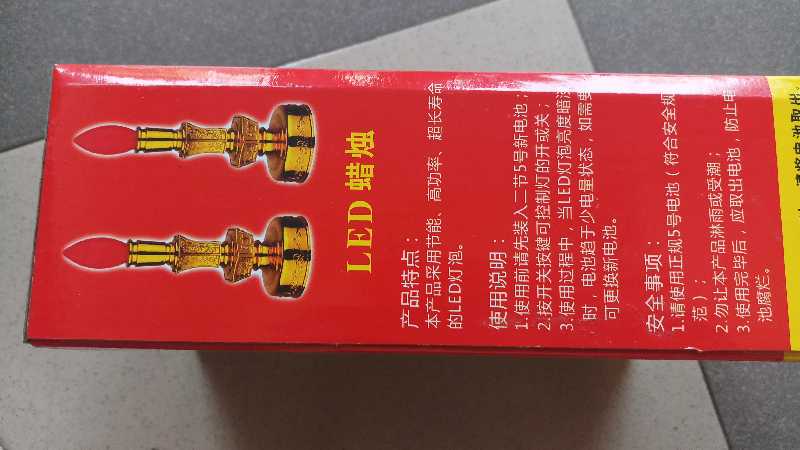 LED 蜡烛
产品特点：
本产品采用节能、高功率、超长寿命
的LED灯泡。
使用说明：
1.使用前请先装入二节5号新电池；
2.按开关按键可控制灯的开或关；
3.使用过程中，当LED灯泡亮度暗淡
时，电池趋于少电量状态，如需要
可更换新电池。
安全事项：
1.请使用正规5号电池（符合安全规
范）；
2.勿让本产品淋雨或受潮；
3.使用完毕后，应取出电池，防止电
池腐烂。
请将电池取出。